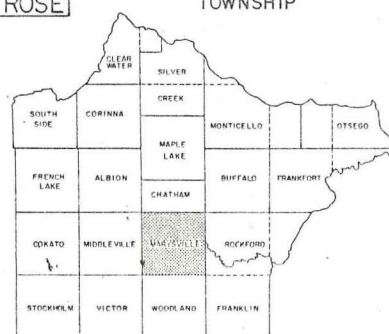 ROSE
TOWNSHIP
CLEAR
WATER
SILVER
CREEK
SOUTH
SIDE
CORINNA
MONTICELLO
OTSEGO
MAPLE
LAKE
FRENCH
LAKE
ALBION
BUFFALO
FRANKFORT
CHATHAM
COKATO
MIDDLEVILLE
MARYSVILLE
ROCKFORD
STOCKHOLM
VICTOR
WOODLAND
FRANKLIN